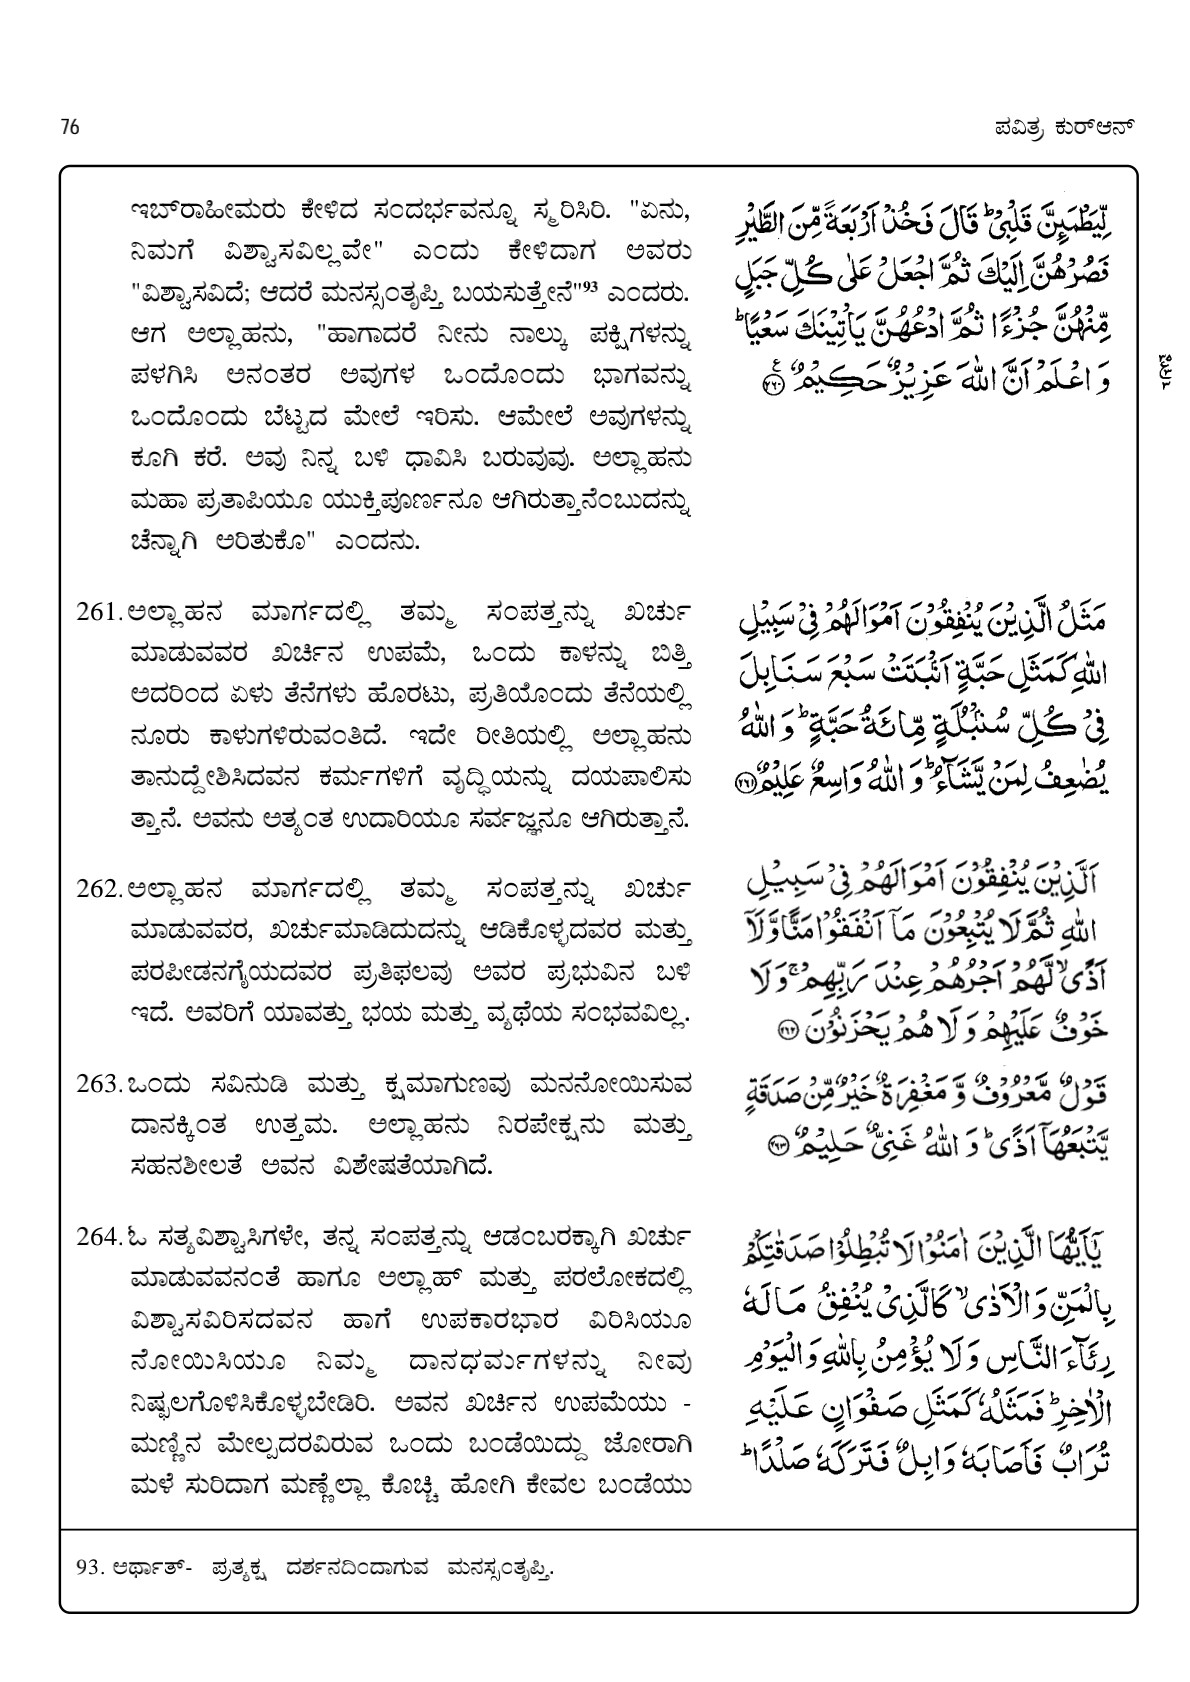 76
ಪವಿತ್ರ ಕುರ್‌ಆನ್
ಇಬ್‌ರಾಹೀಮರು ಕೇಳಿದ ಸಂದರ್ಭವನ್ನೂ ಸ್ಮರಿಸಿರಿ. "ಏನು,
ನಿಮಗೆ ವಿಶ್ವಾಸವಿಲ್ಲವೇ" ಎಂದು ಕೇಳಿದಾಗ ಅವರು
"ವಿಶ್ವಾಸವಿದೆ; ಆದರೆ ಮನಸ್ಸಂತೃಪ್ತಿ ಬಯಸುತ್ತೇನೆ"93 ಎಂದರು.
ಆಗ ಅಲ್ಲಾಹನು, "ಹಾಗಾದರೆ ನೀನು ನಾಲ್ಕು ಪಕ್ಷಿಗಳನ್ನು
ಪಳಗಿಸಿ ಅನಂತರ ಅವುಗಳ ಒಂದೊಂದು ಭಾಗವನ್ನು
ಒಂದೊಂದು ಬೆಟ್ಟದ ಮೇಲೆ ಇರಿಸು. ಆಮೇಲೆ ಅವುಗಳನ್ನು
ಕೂಗಿ ಕರೆ. ಅವು ನಿನ್ನ ಬಳಿ ಧಾವಿಸಿ ಬರುವುವು. ಅಲ್ಲಾಹನು
ಮಹಾ ಪ್ರತಾಪಿಯೂ ಯುಕ್ತಿಪೂರ್ಣನೂ ಆಗಿರುತ್ತಾನೆಂಬುದನ್ನು
ಚೆನ್ನಾಗಿ ಅರಿತುಕೊ" ಎಂದನು.
لِّيَطْمَئِنَّ قَلْبِىْ ؕ قَالَ فَخُذْ اَرْبَعَةً مِّنَ الطَّيْرِ
فَصُرْهُنَّ اِلَيْكَ ثُمَّ اجْعَلْ عَلٰى كُلِّ جَبَلٍ
مِّنْهُنَّ جُزْءًا ثُمَّ ادْعُهُنَّ يَاْتِيْنَكَ سَعْيًا ؕ
وَ اعْلَمْ اَنَّ اللّٰهَ عَزِيْزٌ حَكِيْمٌ ۧ ﴿۲۶۰﴾
261. ಅಲ್ಲಾಹನ ಮಾರ್ಗದಲ್ಲಿ ತಮ್ಮ ಸಂಪತ್ತನ್ನು ಖರ್ಚು
ಮಾಡುವವರ ಖರ್ಚಿನ ಉಪಮೆ, ಒಂದು ಕಾಳನ್ನು ಬಿತ್ತಿ
ಅದರಿಂದ ಏಳು ತೆನೆಗಳು ಹೊರಟು, ಪ್ರತಿಯೊಂದು ತೆನೆಯಲ್ಲಿ
ನೂರು ಕಾಳುಗಳಿರುವಂತಿದೆ. ಇದೇ ರೀತಿಯಲ್ಲಿ ಅಲ್ಲಾಹನು
ತಾನುದ್ದೇಶಿಸಿದವನ ಕರ್ಮಗಳಿಗೆ ವೃದ್ಧಿಯನ್ನು ದಯಪಾಲಿಸು
ತ್ತಾನೆ. ಅವನು ಅತ್ಯಂತ ಉದಾರಿಯೂ ಸರ್ವಜ್ಞನೂ ಆಗಿರುತ್ತಾನೆ.
مَثَلُ الَّذِيْنَ يُنْفِقُوْنَ اَمْوَالَهُمْ فِىْ سَبِيْلِ
اللّٰهِ كَمَثَلِ حَبَّةٍ اَنْۢبَتَتْ سَبْعَ سَنَابِلَ
فِىْ كُلِّ سُنْۢبُلَةٍ مِّائَةُ حَبَّةٍ ؕ وَ اللّٰهُ
يُضٰعِفُ لِمَنْ يَّشَآءُ ؕ وَ اللّٰهُ وَاسِعٌ عَلِيْمٌ ﴿۲۶۱﴾
262. ಅಲ್ಲಾಹನ ಮಾರ್ಗದಲ್ಲಿ ತಮ್ಮ ಸಂಪತ್ತನ್ನು ಖರ್ಚು
ಮಾಡುವವರ, ಖರ್ಚುಮಾಡಿದುದನ್ನು ಆಡಿಕೊಳ್ಳದವರ ಮತ್ತು
ಪರಪೀಡನಗೈಯದವರ ಪ್ರತಿಫಲವು ಅವರ ಪ್ರಭುವಿನ ಬಳಿ
ಇದೆ. ಅವರಿಗೆ ಯಾವತ್ತು ಭಯ ಮತ್ತು ವ್ಯಥೆಯ ಸಂಭವವಿಲ್ಲ.
اَلَّذِيْنَ يُنْفِقُوْنَ اَمْوَالَهُمْ فِىْ سَبِيْلِ
اللّٰهِ ثُمَّ لَا يُتْبِعُوْنَ مَاۤ اَنْفَقُوْا مَنًّا وَّلَاۤ
اَذًى ۙ لَّهُمْ اَجْرُهُمْ عِنْدَ رَبِّهِمْ ۚ وَ لَا
خَوْفٌ عَلَيْهِمْ وَ لَا هُمْ يَحْزَنُوْنَ ﴿۲۶۲﴾
263. ಒಂದು ಸವಿನುಡಿ ಮತ್ತು ಕ್ಷಮಾಗುಣವು ಮನನೋಯಿಸುವ
ದಾನಕ್ಕಿಂತ ಉತ್ತಮ. ಅಲ್ಲಾಹನು ನಿರಪೇಕ್ಷನು ಮತ್ತು
ಸಹನಶೀಲತೆ ಅವನ ವಿಶೇಷತೆಯಾಗಿದೆ.
قَوْلٌ مَّعْرُوْفٌ وَّ مَغْفِرَةٌ خَيْرٌ مِّنْ صَدَقَةٍ
يَّتْبَعُهَاۤ اَذًى ؕ وَ اللّٰهُ غَنِىٌّ حَلِيْمٌ ﴿۲۶۳﴾
264. ಓ ಸತ್ಯವಿಶ್ವಾಸಿಗಳೇ, ತನ್ನ ಸಂಪತ್ತನ್ನು ಆಡಂಬರಕ್ಕಾಗಿ ಖರ್ಚು
ಮಾಡುವವನಂತೆ ಹಾಗೂ ಅಲ್ಲಾಹ್ ಮತ್ತು ಪರಲೋಕದಲ್ಲಿ
ವಿಶ್ವಾಸವಿರಿಸದವನ ಹಾಗೆ ಉಪಕಾರಭಾರ ವಿರಿಸಿಯೂ
ನೋಯಿಸಿಯೂ ನಿಮ್ಮ ದಾನಧರ್ಮಗಳನ್ನು ನೀವು
ನಿಷ್ಫಲಗೊಳಿಸಿಕೊಳ್ಳಬೇಡಿರಿ. ಅವನ ಖರ್ಚಿನ ಉಪಮೆಯು -
ಮಣ್ಣಿನ ಮೇಲ್ಪದರವಿರುವ ಒಂದು ಬಂಡೆಯಿದ್ದು ಜೋರಾಗಿ
ಮಳೆ ಸುರಿದಾಗ ಮಣ್ಣೆಲ್ಲಾ ಕೊಚ್ಚಿ ಹೋಗಿ ಕೇವಲ ಬಂಡೆಯು
يٰۤاَيُّهَا الَّذِيْنَ اٰمَنُوْا لَا تُبْطِلُوْا صَدَقٰتِكُمْ
بِالْمَنِّ وَ الْاَذٰى ۙ كَالَّذِىْ يُنْفِقُ مَا لَهٗ
رِئَآءَ النَّاسِ وَ لَا يُؤْمِنُ بِاللّٰهِ وَ الْيَوْمِ
الْاٰخِرِ ؕ فَمَثَلُهٗ كَمَثَلِ صَفْوَانٍ عَلَيْهِ
تُرَابٌ فَاَصَابَهٗ وَابِلٌ فَتَرَكَهٗ صَلْدًا ؕ
93. ಅರ್ಥಾತ್- ಪ್ರತ್ಯಕ್ಷ ದರ್ಶನದಿಂದಾಗುವ ಮನಸ್ಸಂತೃಪ್ತಿ.